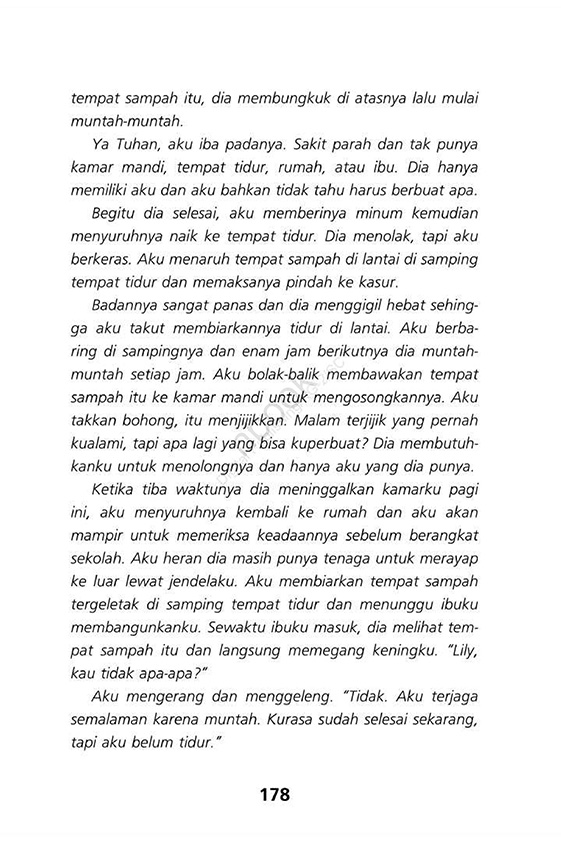 tempat sampah itu, dia membungkuk di atasnya lalu mulai
muntah-muntah.
Ya Tuhan, aku iba padanya. Sakit parah dan tak punya
kamar mandi, tempat tidur, rumah, atau ibu. Dia hanya
memiliki aku dan aku bahkan tidak tahu harus berbuat apa.
Begitu dia selesai, aku memberinya minum kemudian
menyuruhnya naik ke tempat tidur. Dia menolak, tapi aku
berkeras. Aku menaruh tempat sampah di lantai di samping
tempat tidur dan memaksanya pindah ke kasur.
Badannya sangat panas dan dia menggigil hebat sehing-
ga aku takut membiarkannya tidur di lantai. Aku berba-
ring di sampingnya dan enam jam berikutnya dia muntah-
muntah setiap jam. Aku bolak-balik membawakan tempat
sampah itu ke kamar mandi untuk mengosongkannya. Aku
takkan bohong, itu menjijikkan. Malam terjijik yang pernah
kualami, tapi apa lagi yang bisa kuperbuat? Dia membutuh-
kanku untuk menolongnya dan hanya aku yang dia punya.
Ketika tiba waktunya dia meninggalkan kamarku pagi
ini, aku menyuruhnya kembali ke rumah dan aku akan
mampir untuk memeriksa keadaannya sebelum berangkat
sekolah. Aku heran dia masih punya tenaga untuk merayap
ke luar lewat jendelaku. Aku membiarkan tempat sampah
tergeletak di samping tempat tidur dan menunggu ibuku
membangunkanku. Sewaktu ibuku masuk, dia melihat tem-
pat sampah itu dan langsung memegang keningku. "Lily,
kau tidak apa-apa?"
Aku mengerang dan menggeleng. "Tidak. Aku terjaga
semalaman karena muntah. Kurasa sudah selesai sekarang,
tapi aku belum tidur."
178